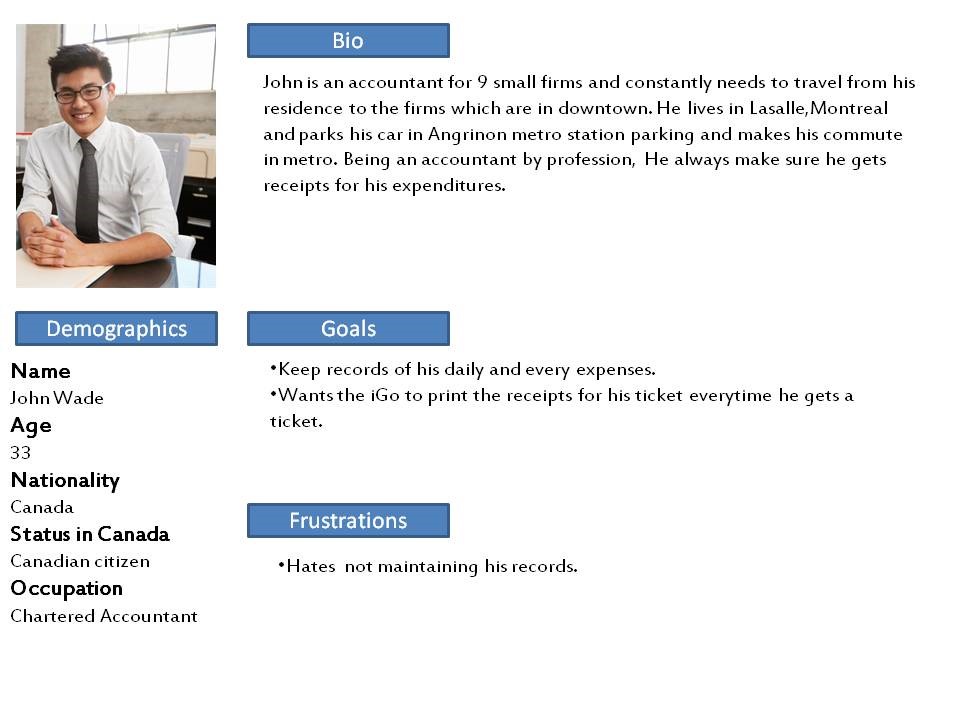 Bio
John is an accountant for 9 small firms and constantly needs to travel from his
residence to the firms which are in downtown. He lives in Lasalle,Montreal
and parks his car in Angrinon metro station parking and makes his commute
in metro. Being an accountant by profession, He always make sure he gets
receipts for his expenditures.
Demographics
Name
John Wade
Age
33
Nationality
Canada
Status in Canada
Canadian citizen
Occupation
Chartered Accountant
Goals
•Keep records of his daily and every expenses.
•Wants the iGo to print the receipts for his ticket everytime he gets a
ticket.
Frustrations
•Hates not maintaining his records.